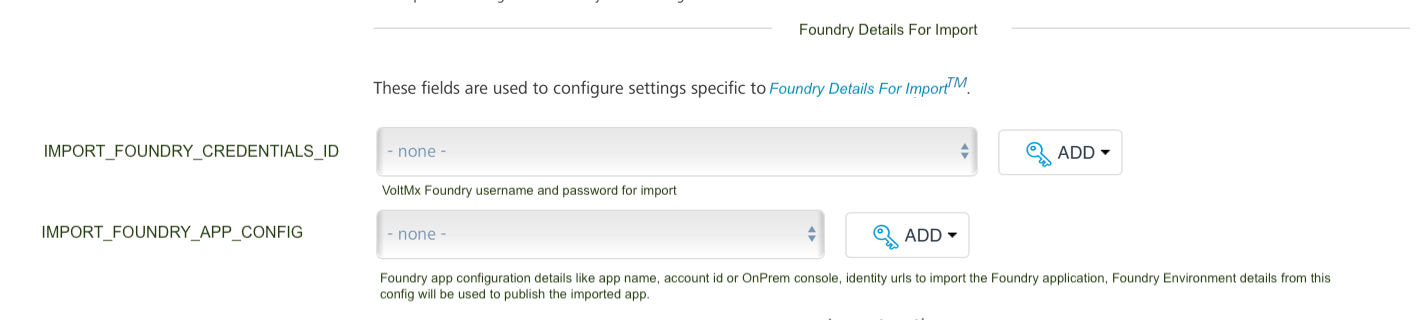 Foundry Details For Import
These fields are used to configure settings specific to Foundry Details For Import™.
IMPORT_FOUNDRY_CREDENTIALS_ID
- none -
ADD
VoltMx Foundry username and password for import
IMPORT_FOUNDRY_APP_CONFIG
- none -
ADD
Foundry app configuration details like app name, account id or OnPrem console, identity urls to import the Foundry application, Foundry Environment details from this
config will be used to publish the imported app.